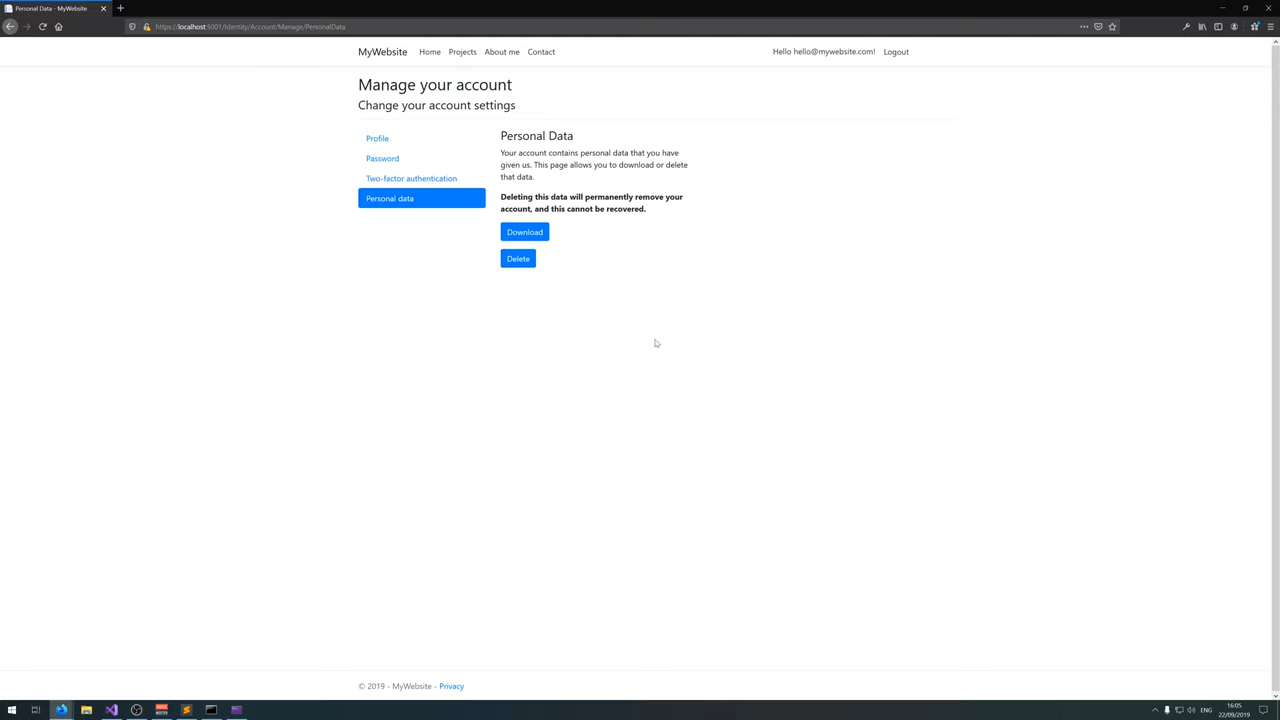 Personal Data - MyWebsite
https://localhost:5001/Identity/Account/Manage/PersonalData
MyWebsite Home Projects About me Contact Hello hello@mywebsite.com! Logout
Manage your account
Change your account settings
Profile
Password
Two-factor authentication
Personal data
Personal Data
Your account contains personal data that you have
given us. This page allows you to download or delete
that data.
Deleting this data will permanently remove your
account, and this cannot be recovered.
Download
Delete
© 2019 - MyWebsite - Privacy
ENG
16:05
22/09/2019